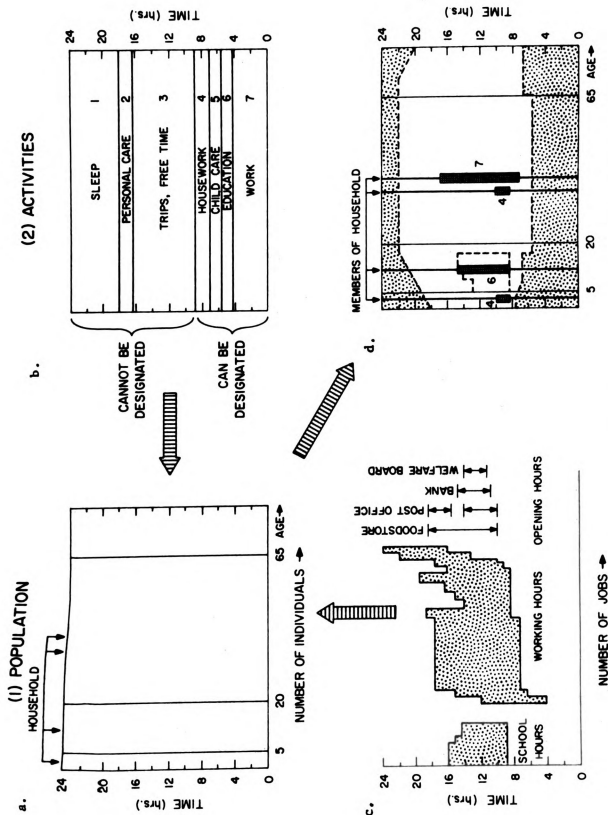 a.
(1) POPULATION
HOUSEHOLD
TIME (hrs.)
24
20
16
12
8
4
0
5
20
65
AGE→
NUMBER OF INDIVIDUALS →
b.
(2) ACTIVITIES
CANNOT BE
DESIGNATED
CAN BE
DESIGNATED
SLEEP 1
PERSONAL CARE 2
TRIPS, FREE TIME 3
HOUSEWORK 4
CHILD CARE 5
EDUCATION 6
WORK 7
24
20
16
12
8
4
0
TIME (hrs.)
c.
TIME (hrs.)
24
20
16
12
8
4
0
SCHOOL
HOURS
WORKING HOURS
OPENING HOURS
FOODSTORE
POST OFFICE
BANK
WELFARE BOARD
NUMBER OF JOBS →
d.
MEMBERS OF HOUSEHOLD
4
6
4
7
5
20
65
AGE→
24
20
16
12
8
4
0
TIME (hrs.)